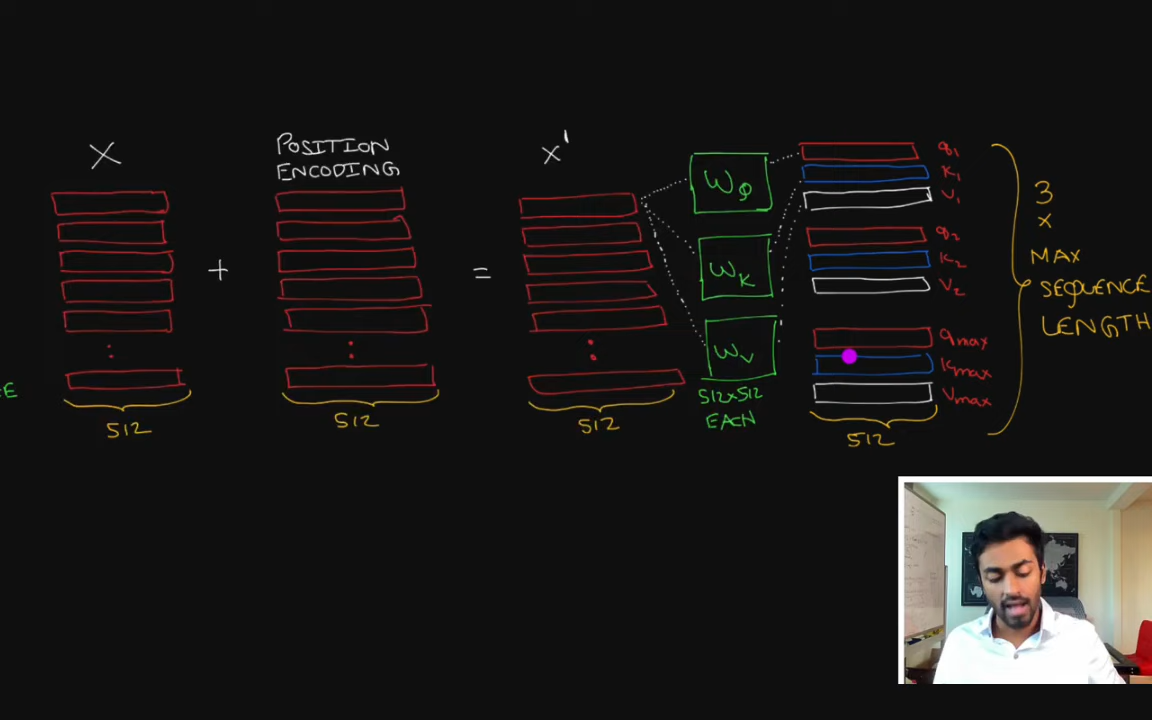 X
POSITION
ENCODING
X'
+
=
:
:
:
512
512
512
WQ
WK
WV
512x512
EACH
q1
K1
V1
q2
K2
V2
qmax
Kmax
Vmax
512
3
X
MAX
SEQUENCE
LENGTH